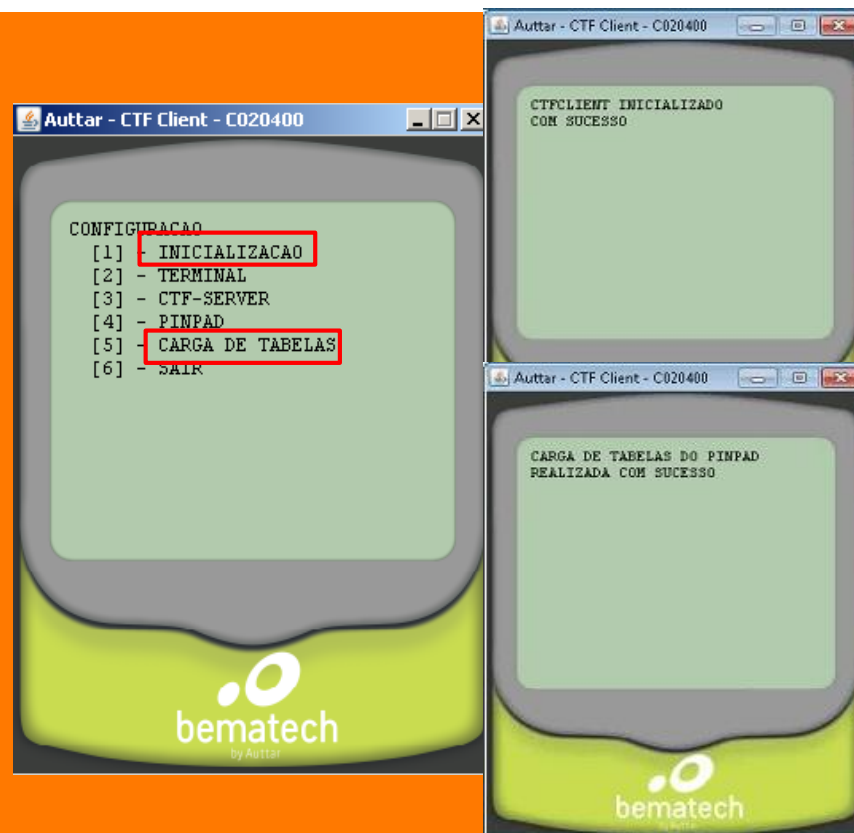 Auttar - CTF Client - C020400
CONFIGURACAO
[1] - INICIALIZACAO
[2] - TERMINAL
[3] - CTF-SERVER
[4] - PINPAD
[5] - CARGA DE TABELAS
[6] - SAIR
bematech
by Auttar
Auttar - CTF Client - C020400
CTFCLIENT INICIALIZADO
COM SUCESSO
Auttar - CTF Client - C020400
CARGA DE TABELAS DO PINPAD
REALIZADA COM SUCESSO
bematech